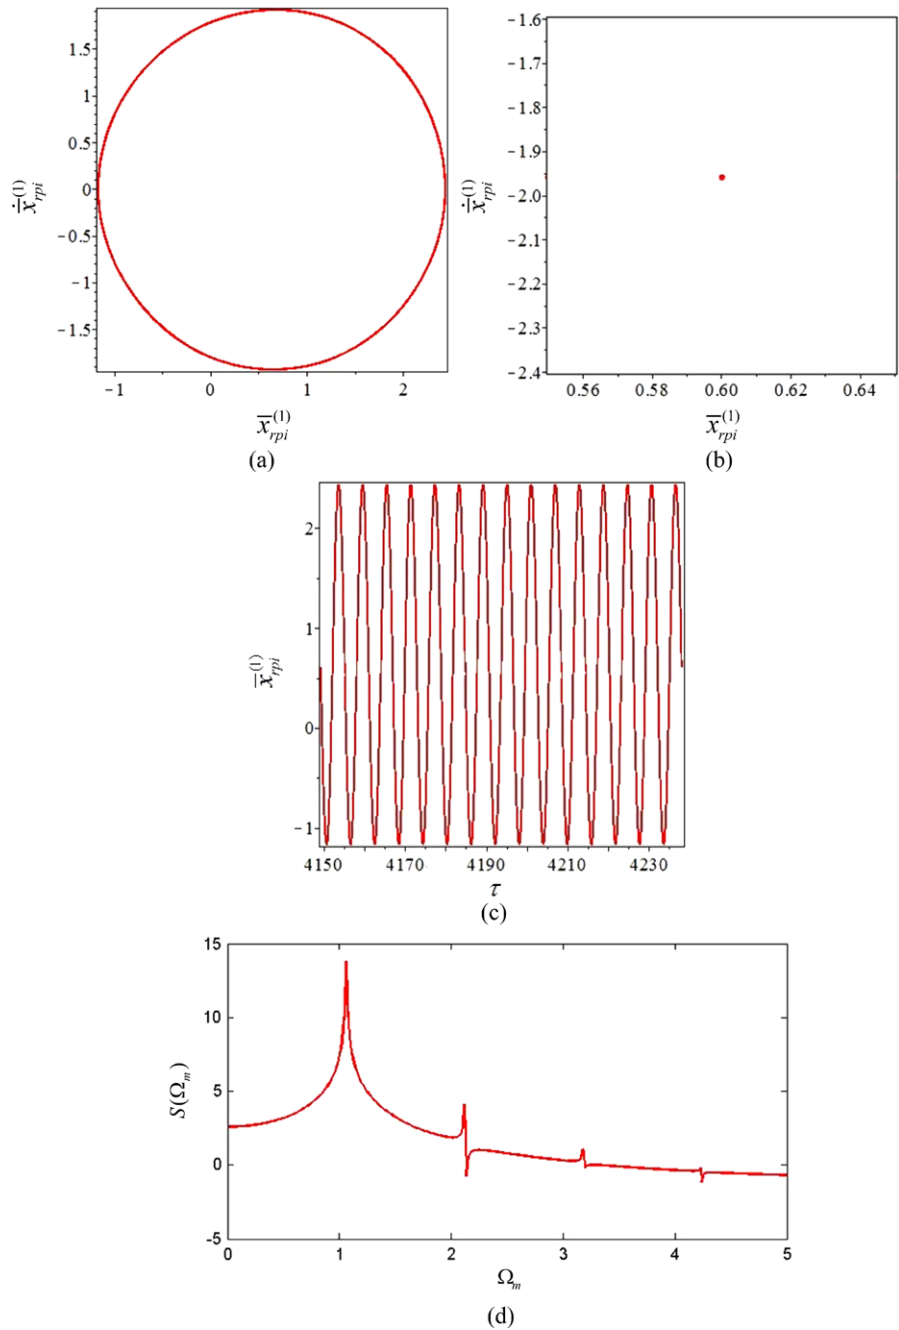 1.5
1
0.5
0
−0.5
−1
−1.5
−1 0 1 2
ẋ̄_{rpi}^{(1)}
x̄_{rpi}^{(1)}
(a)
−1.6
−1.7
−1.8
−1.9
−2.0
−2.1
−2.2
−2.3
−2.4
0.56 0.58 0.60 0.62 0.64
ẋ̄_{rpi}^{(1)}
x̄_{rpi}^{(1)}
(b)
2
1
0
−1
4150 4170 4190 4210 4230
x̄_{rpi}^{(1)}
τ
(c)
15
10
5
0
-5
0 1 2 3 4 5
S(Ω_m)
Ω_m
(d)